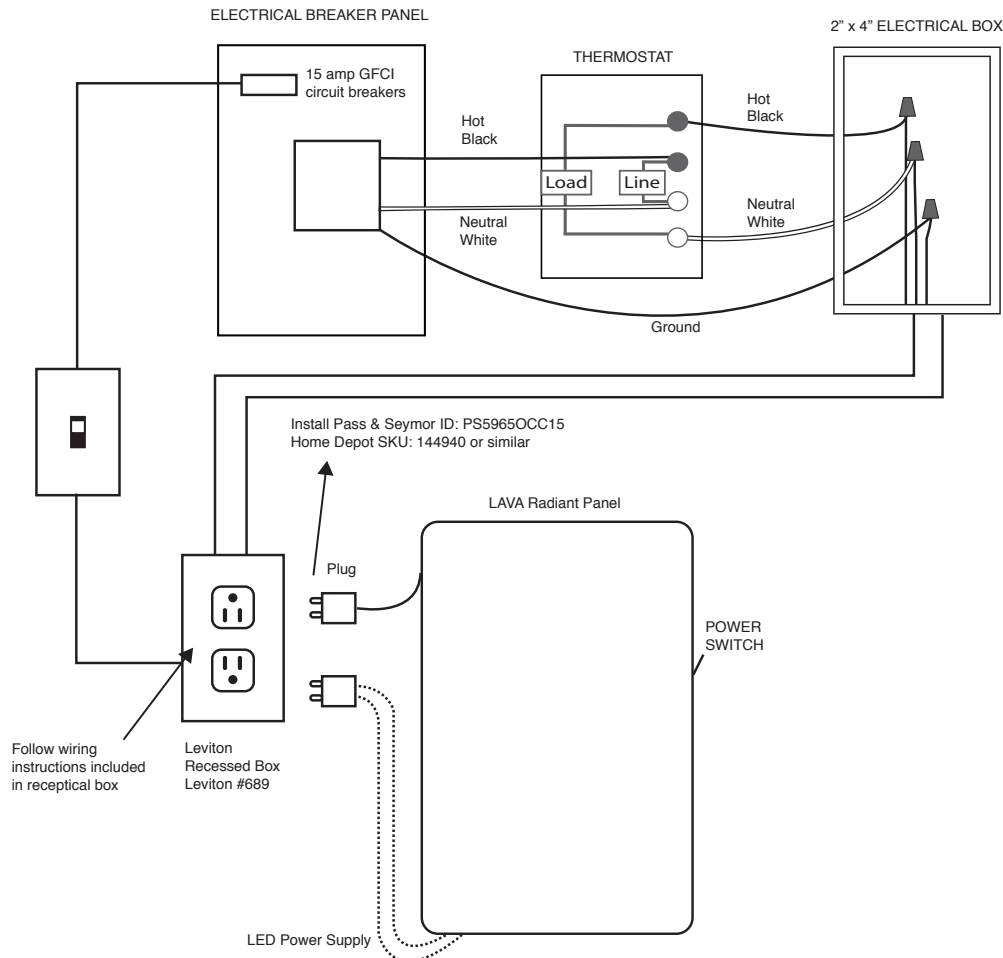 ELECTRICAL BREAKER PANEL
2” x 4” ELECTRICAL BOX
15 amp GFCI
circuit breakers
THERMOSTAT
Hot
Black
Hot
Black
Load
Line
Neutral
White
Neutral
White
Ground
Install Pass & Seymor ID: PS5965OCC15
Home Depot SKU: 144940 or similar
LAVA Radiant Panel
Plug
POWER
SWITCH
Follow wiring
instructions included
in receptical box
Leviton
Recessed Box
Leviton #689
LED Power Supply